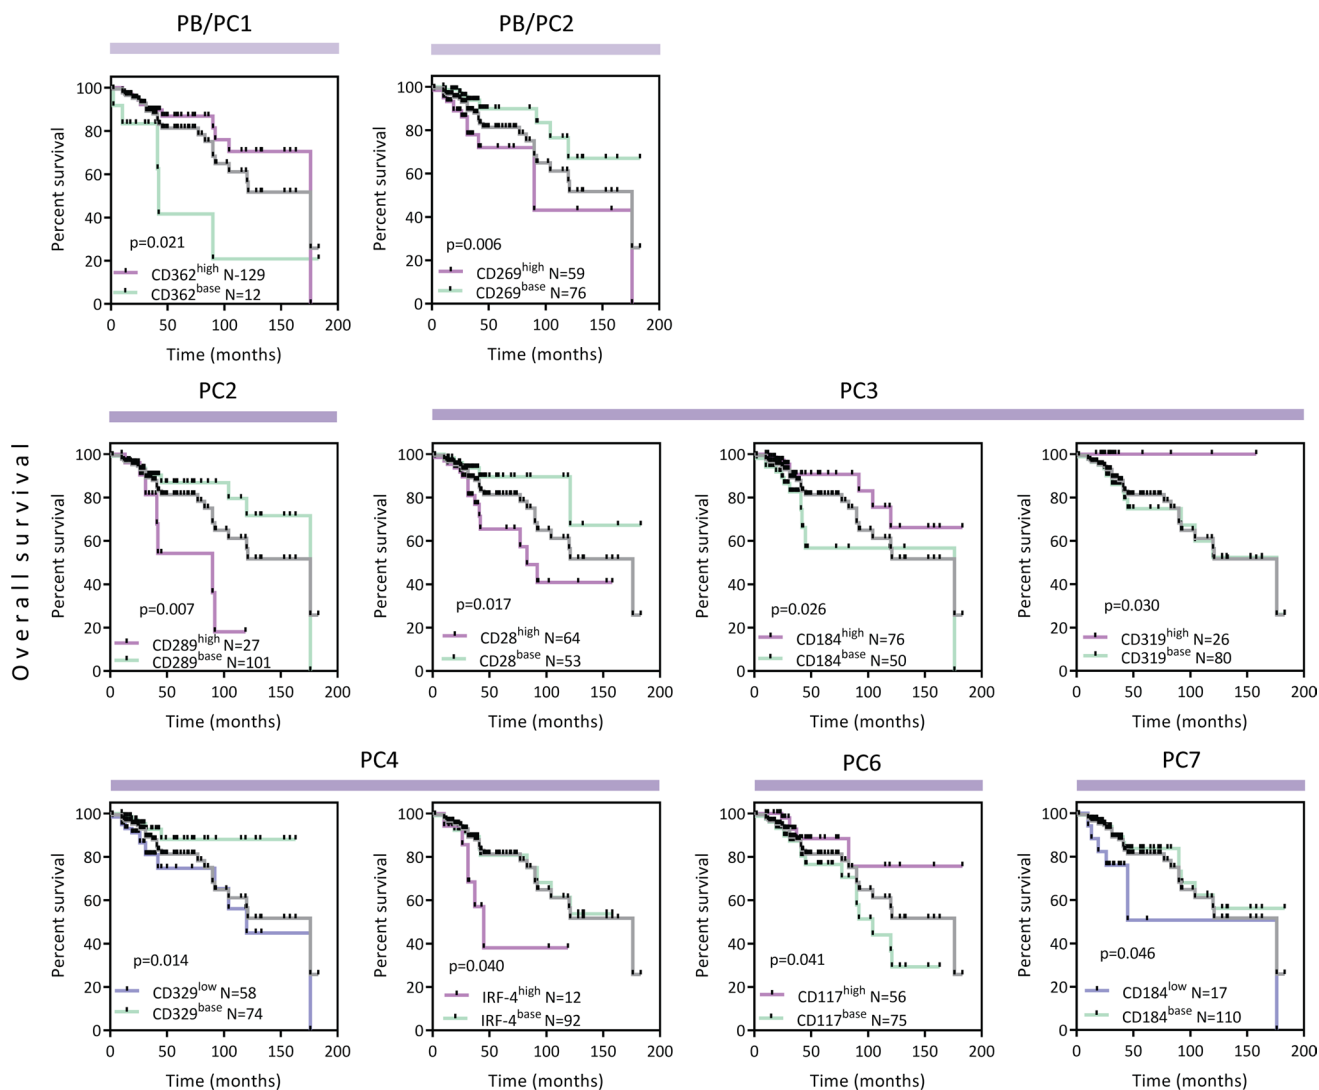 PB/PC1
PB/PC2
Percent survival
100
80
60
40
20
0
p=0.021
CD362high N-129
CD362base N=12
0 50 100 150 200
Time (months)
Percent survival
100
80
60
40
20
0
p=0.006
CD269high N=59
CD269base N=76
0 50 100 150 200
Time (months)
Overall survival
PC2
PC3
Percent survival
100
80
60
40
20
0
p=0.007
CD289high N=27
CD289base N=101
0 50 100 150 200
Time (months)
Percent survival
100
80
60
40
20
0
p=0.017
CD28high N=64
CD28base N=53
0 50 100 150 200
Time (months)
Percent survival
100
80
60
40
20
0
p=0.026
CD184high N=76
CD184base N=50
0 50 100 150 200
Time (months)
Percent survival
100
80
60
40
20
0
p=0.030
CD319high N=26
CD319base N=80
0 50 100 150 200
Time (months)
PC4
PC6
PC7
Percent survival
100
80
60
40
20
0
p=0.014
CD329low N=58
CD329base N=74
0 50 100 150 200
Time (months)
Percent survival
100
80
60
40
20
0
p=0.040
IRF-4high N=12
IRF-4base N=92
0 50 100 150 200
Time (months)
Percent survival
100
80
60
40
20
0
p=0.041
CD117high N=56
CD117base N=75
0 50 100 150 200
Time (months)
Percent survival
100
80
60
40
20
0
p=0.046
CD184low N=17
CD184base N=110
0 50 100 150 200
Time (months)